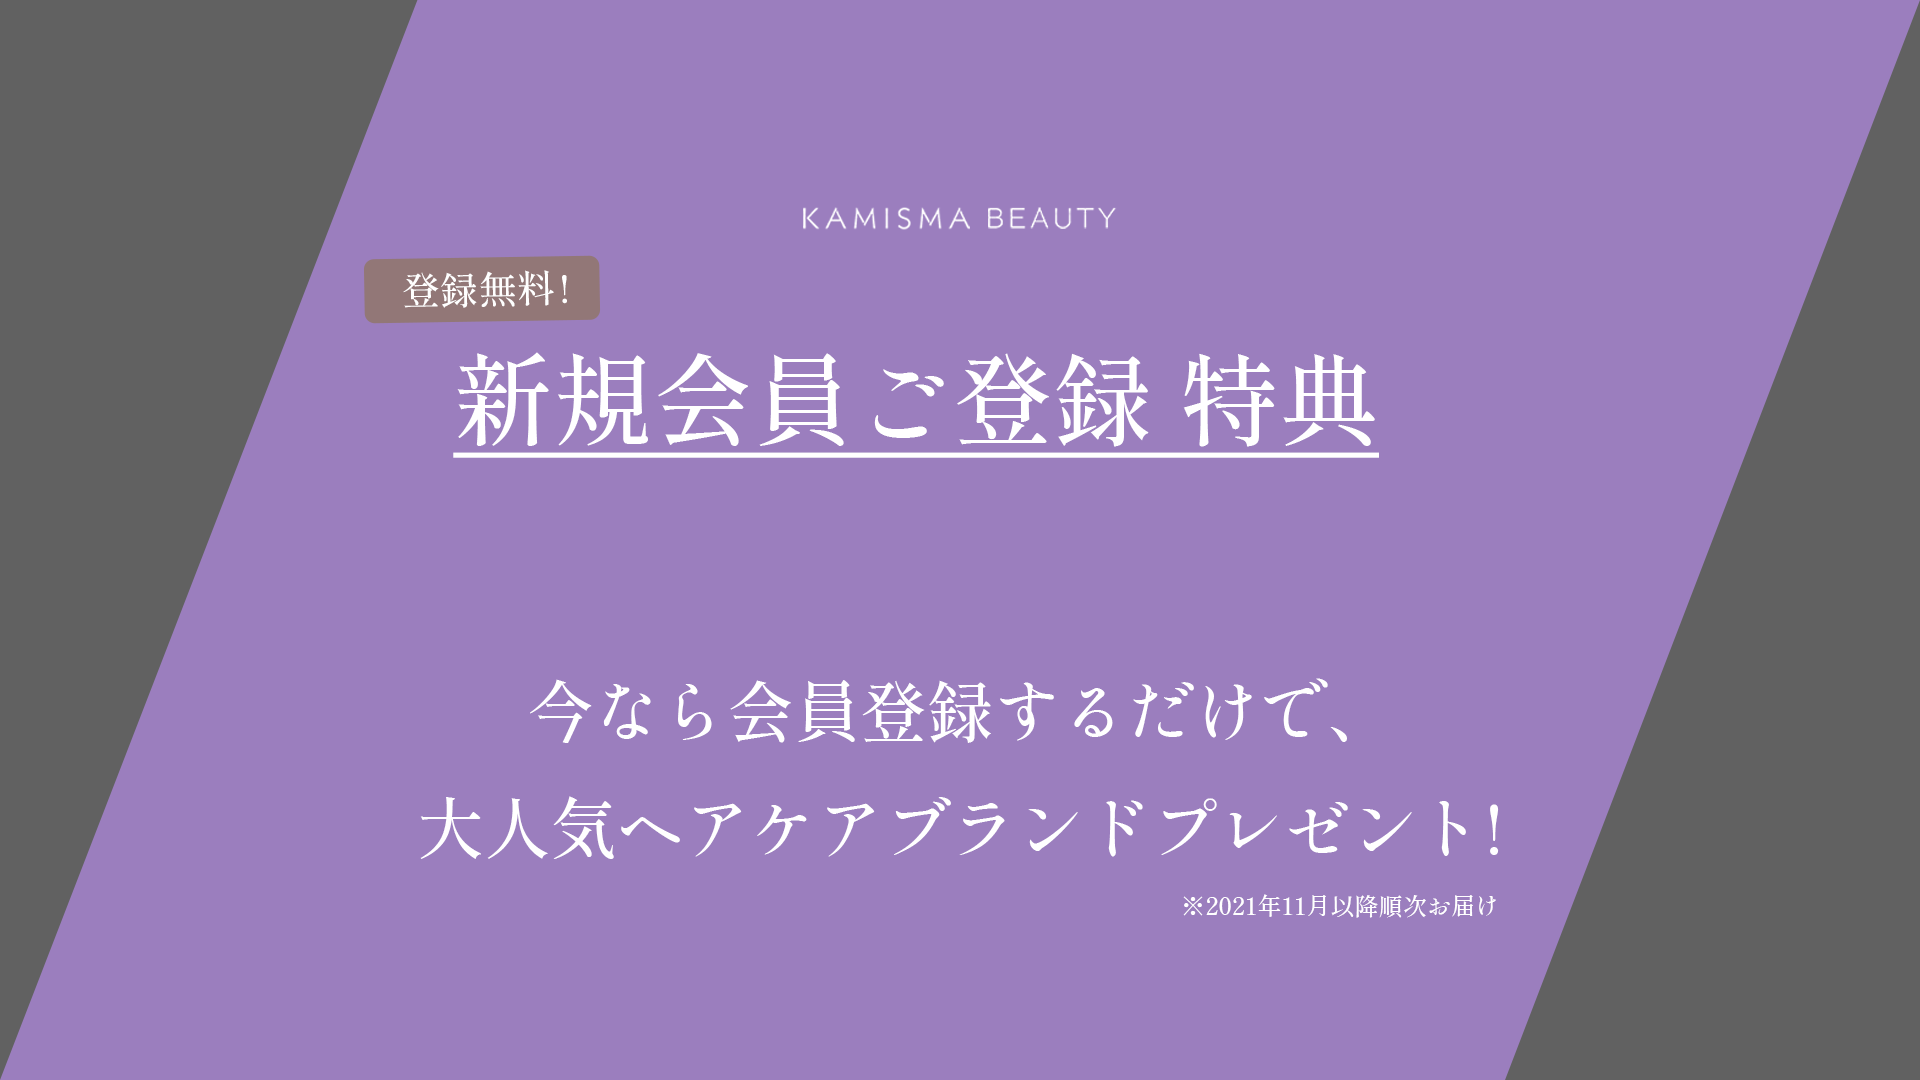 KAMISMA BEAUTY
登録無料!
新規会員ご登録 特典
今なら会員登録するだけで、
大人気ヘアケアブランドプレゼント!
※2021年11月以降順次お届け